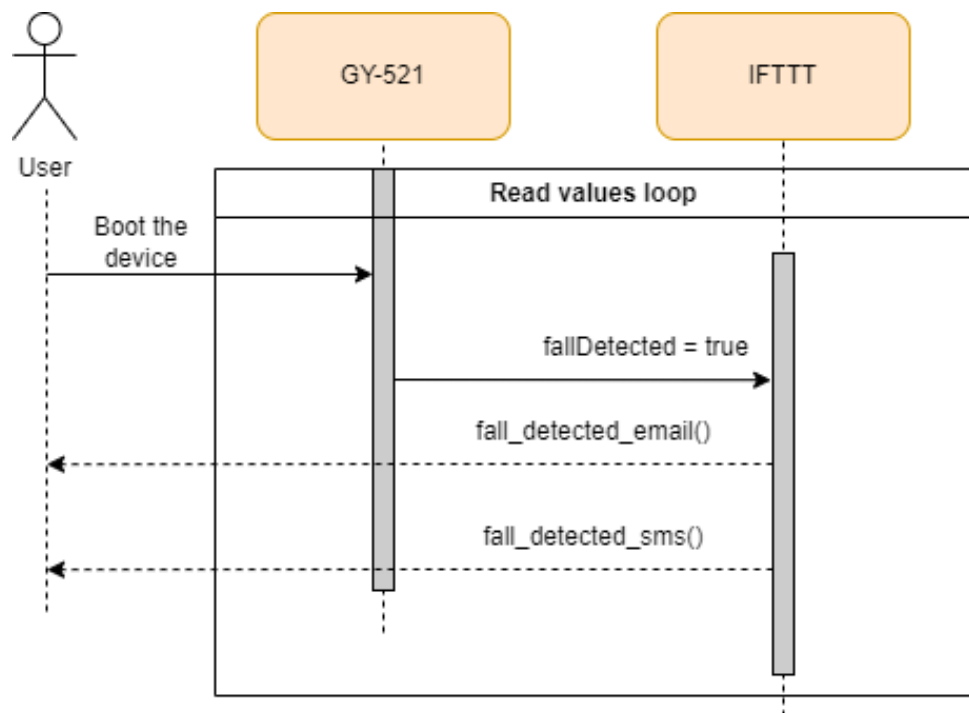 GY-521
IFTTT
User
Read values loop
Boot the
device
fallDetected = true
fall_detected_email()
fall_detected_sms()